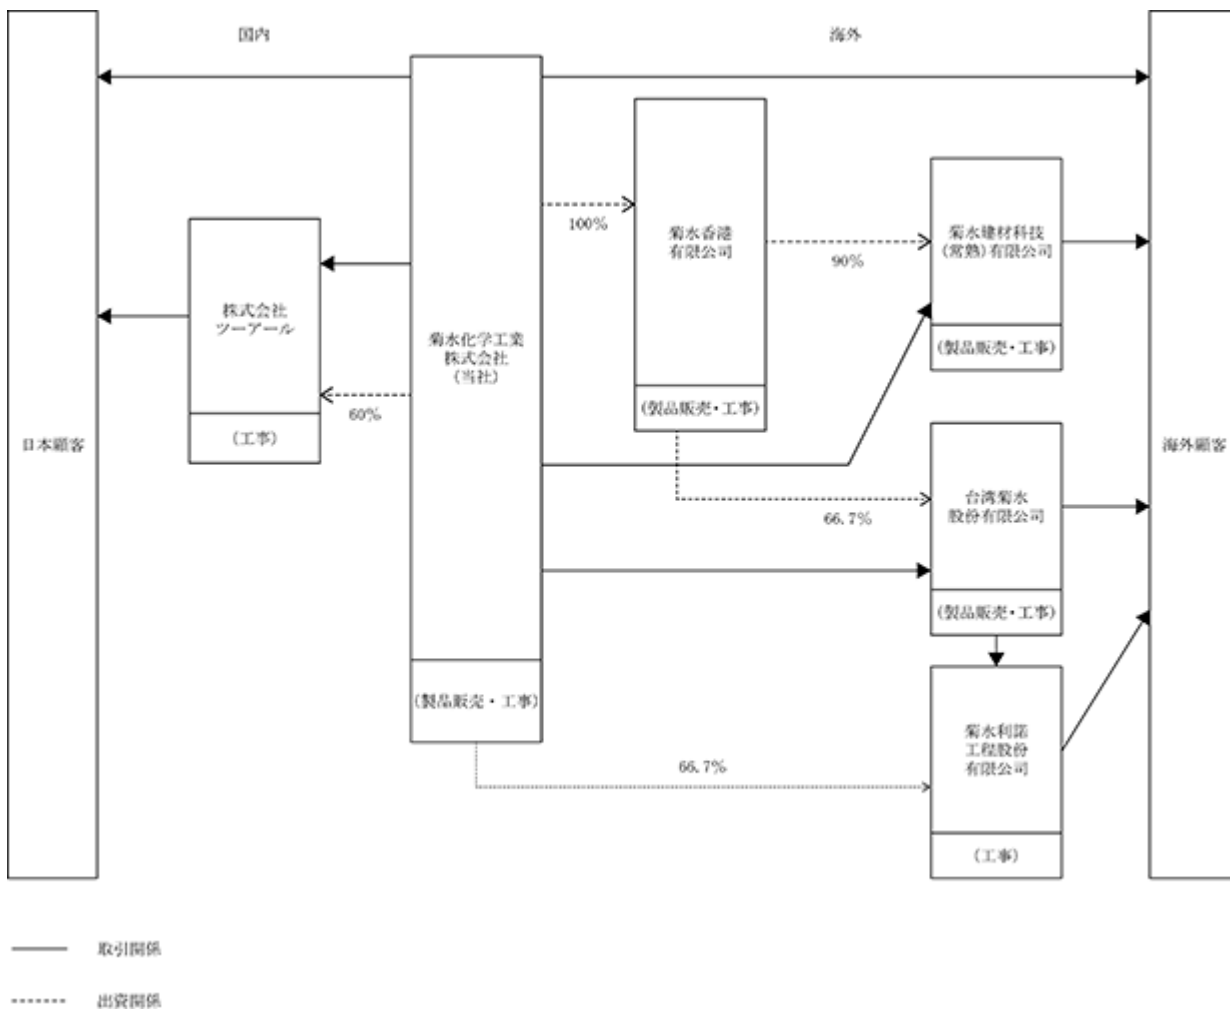 国内
海外
日本顧客
株式会社
ツーアール
(工事)
60%
菊水化学工業
株式会社
(当社)
(製品販売・工事)
100%
菊水香港
有限公司
(製品販売・工事)
90%
66.7%
菊水建材科技
(常熟)有限公司
(製品販売・工事)
台湾菊水
股份有限公司
(製品販売・工事)
66.7%
菊水利諾
工程股份
有限公司
(工事)
海外顧客
取引関係
出資関係